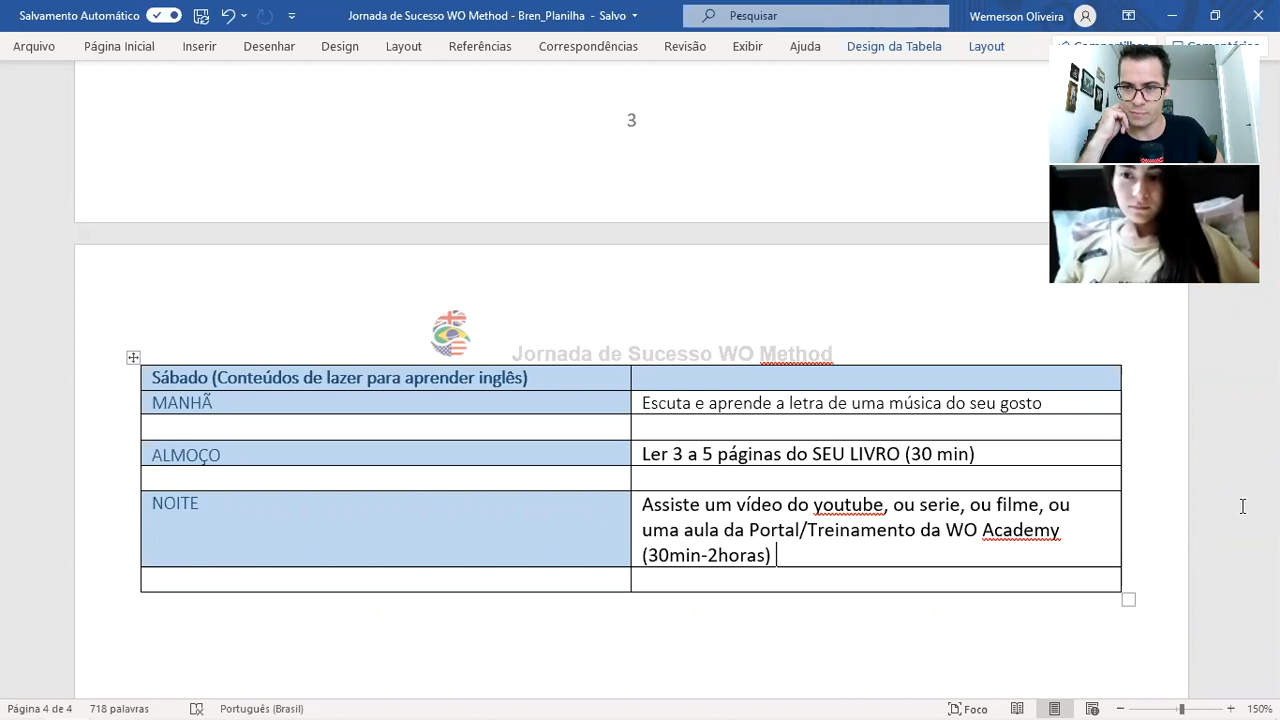 Salvamento Automático
Jornada de Sucesso WO Method - Bren_Planilha - Salvo
Pesquisar
Wemerson Oliveira
Arquivo
Página Inicial
Inserir
Desenhar
Design
Layout
Referências
Correspondências
Revisão
Exibir
Ajuda
Design da Tabela
Layout
Compartilhar
Comentários
3
Jornada de Sucesso WO Method
Sábado (Conteúdos de lazer para aprender inglês)
MANHÃ
Escuta e aprende a letra de uma música do seu gosto
ALMOÇO
Ler 3 a 5 páginas do SEU LIVRO (30 min)
NOITE
Assiste um vídeo do youtube, ou serie, ou filme, ou
uma aula da Portal/Treinamento da WO Academy
(30min-2horas)
Página 4 de 4
718 palavras
Português (Brasil)
Foco
150%